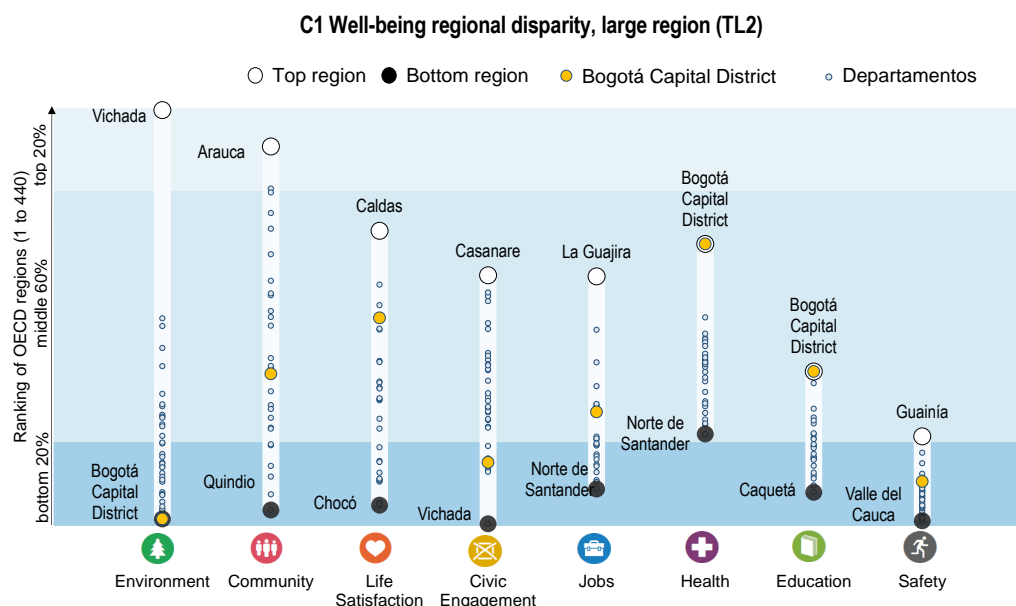 C1 Well-being regional disparity, large region (TL2)
Top region
Bottom region
Bogotá Capital District
Departamentos
Ranking of OECD regions (1 to 440)
top 20%
middle 60%
bottom 20%
Vichada
Bogotá
Capital
District
Arauca
Quindio
Caldas
Chocó
Casanare
Vichada
La Guajira
Norte de
Santander
Bogotá
Capital
District
Norte de
Santander
Bogotá
Capital
District
Caquetá
Guainía
Valle del
Cauca
Environment
Community
Life
Satisfaction
Civic
Engagement
Jobs
Health
Education
Safety